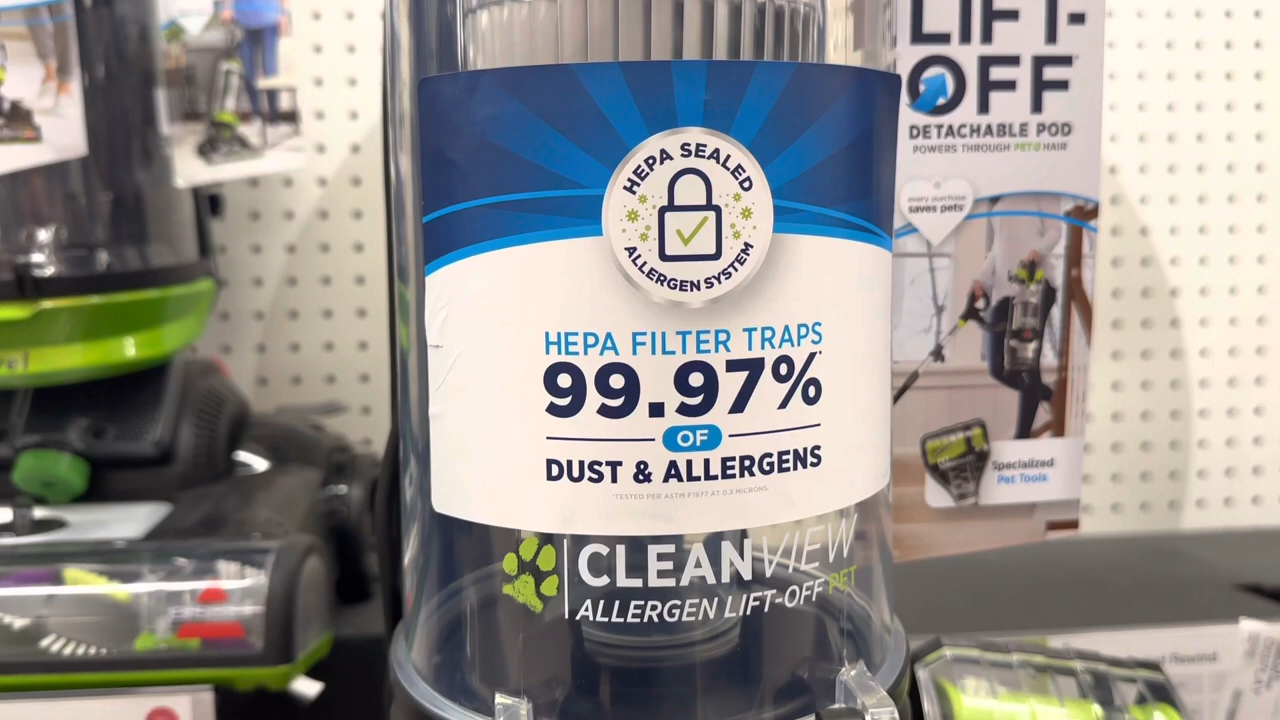 HEPA SEALED
ALLERGEN SYSTEM
HEPA FILTER TRAPS
99.97%*
OF
DUST & ALLERGENS
*TESTED PER ASTM F1977 AT 0.3 MICRONS.
CLEANVIEW
ALLERGEN LIFT-OFF PET
LIFT-
OFF
DETACHABLE POD
POWERS THROUGH PET HAIR
every purchase
saves pets
Specialized
Pet Tools
Rewind